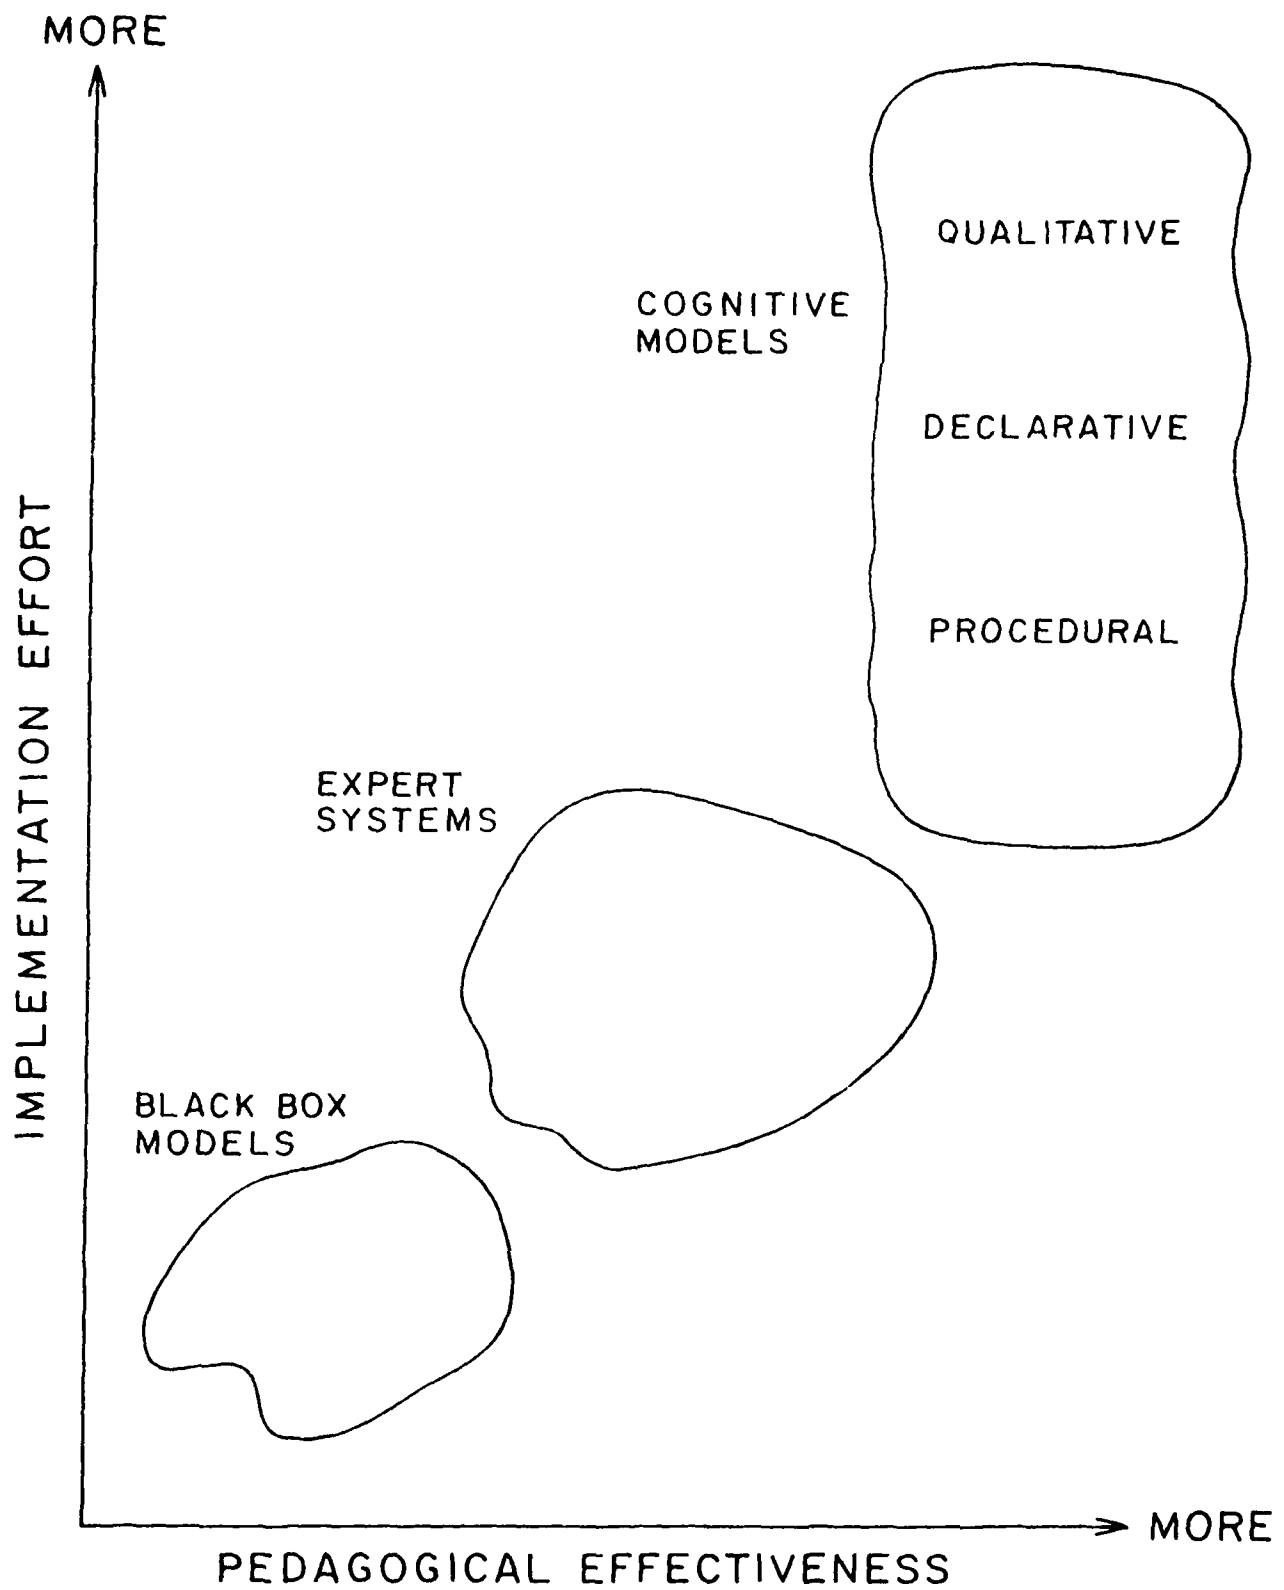 MORE
QUALITATIVE
COGNITIVE
MODELS
DECLARATIVE
PROCEDURAL
IMPLEMENTATION EFFORT
EXPERT
SYSTEMS
BLACK BOX
MODELS
MORE
PEDAGOGICAL EFFECTIVENESS